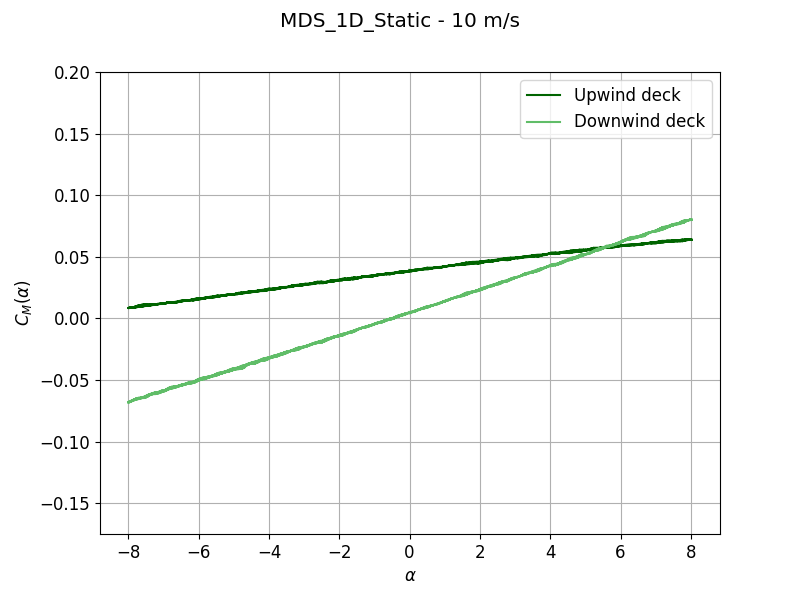 MDS_1D_Static - 10 m/s
0.20
0.15
0.10
0.05
0.00
−0.05
−0.10
−0.15
C_M(α)
Upwind deck
Downwind deck
−8 −6 −4 −2 0 2 4 6 8
α